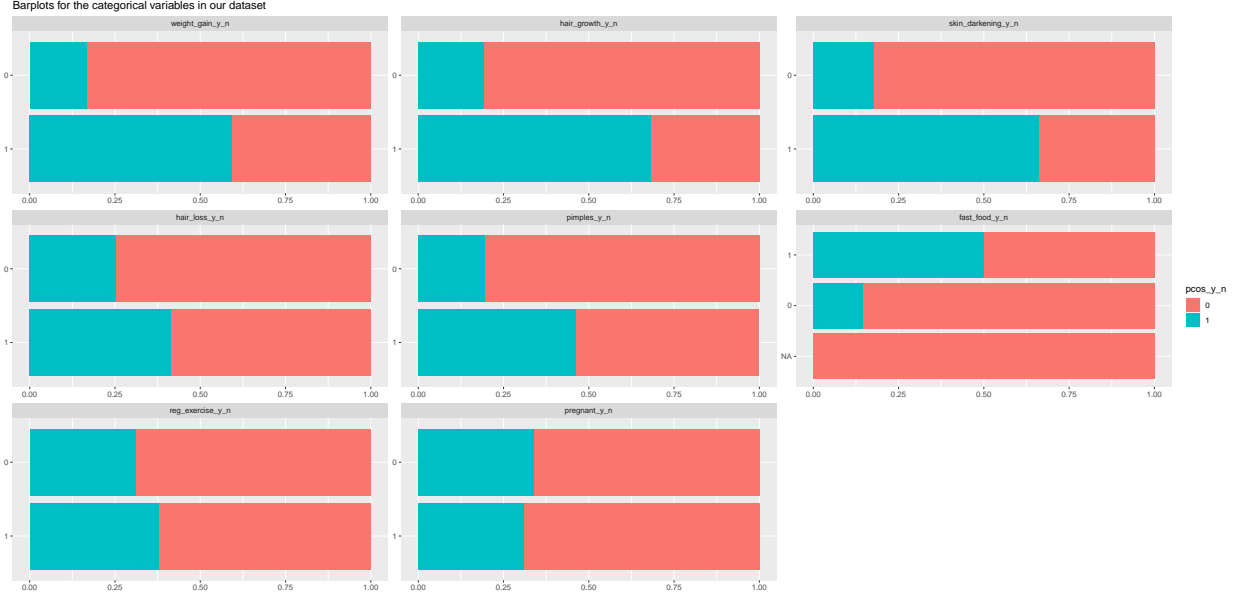 Barplots for the categorical variables in our dataset
weight_gain_y_n
hair_growth_y_n
skin_darkening_y_n
0
1
0.00 0.25 0.50 0.75 1.00
0
1
0.00 0.25 0.50 0.75 1.00
0
1
0.00 0.25 0.50 0.75 1.00
hair_loss_y_n
pimples_y_n
fast_food_y_n
0
1
0.00 0.25 0.50 0.75 1.00
0
1
0.00 0.25 0.50 0.75 1.00
1
0
NA
0.00 0.25 0.50 0.75 1.00
pcos_y_n
0
1
reg_exercise_y_n
pregnant_y_n
0
1
0.00 0.25 0.50 0.75 1.00
0
1
0.00 0.25 0.50 0.75 1.00